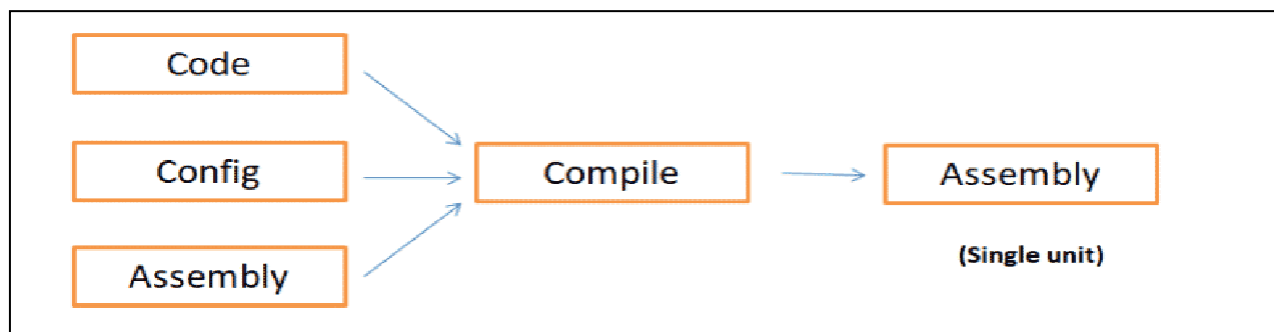 Code
Config
Assembly
Compile
Assembly
(Single unit)